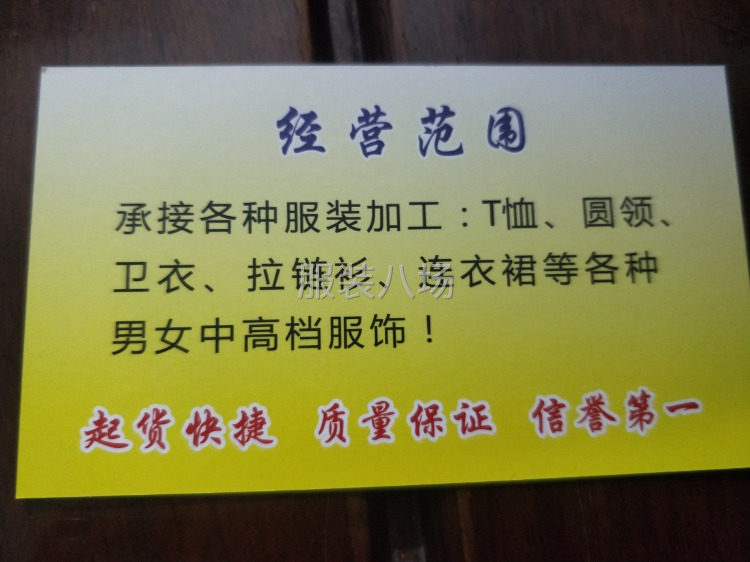 经营范围
承接各种服装加工：T恤、圆领、
卫衣、拉链衫、连衣裙等各种
男女中高档服饰！
服装八场
起货快捷 质量保证 信誉第一